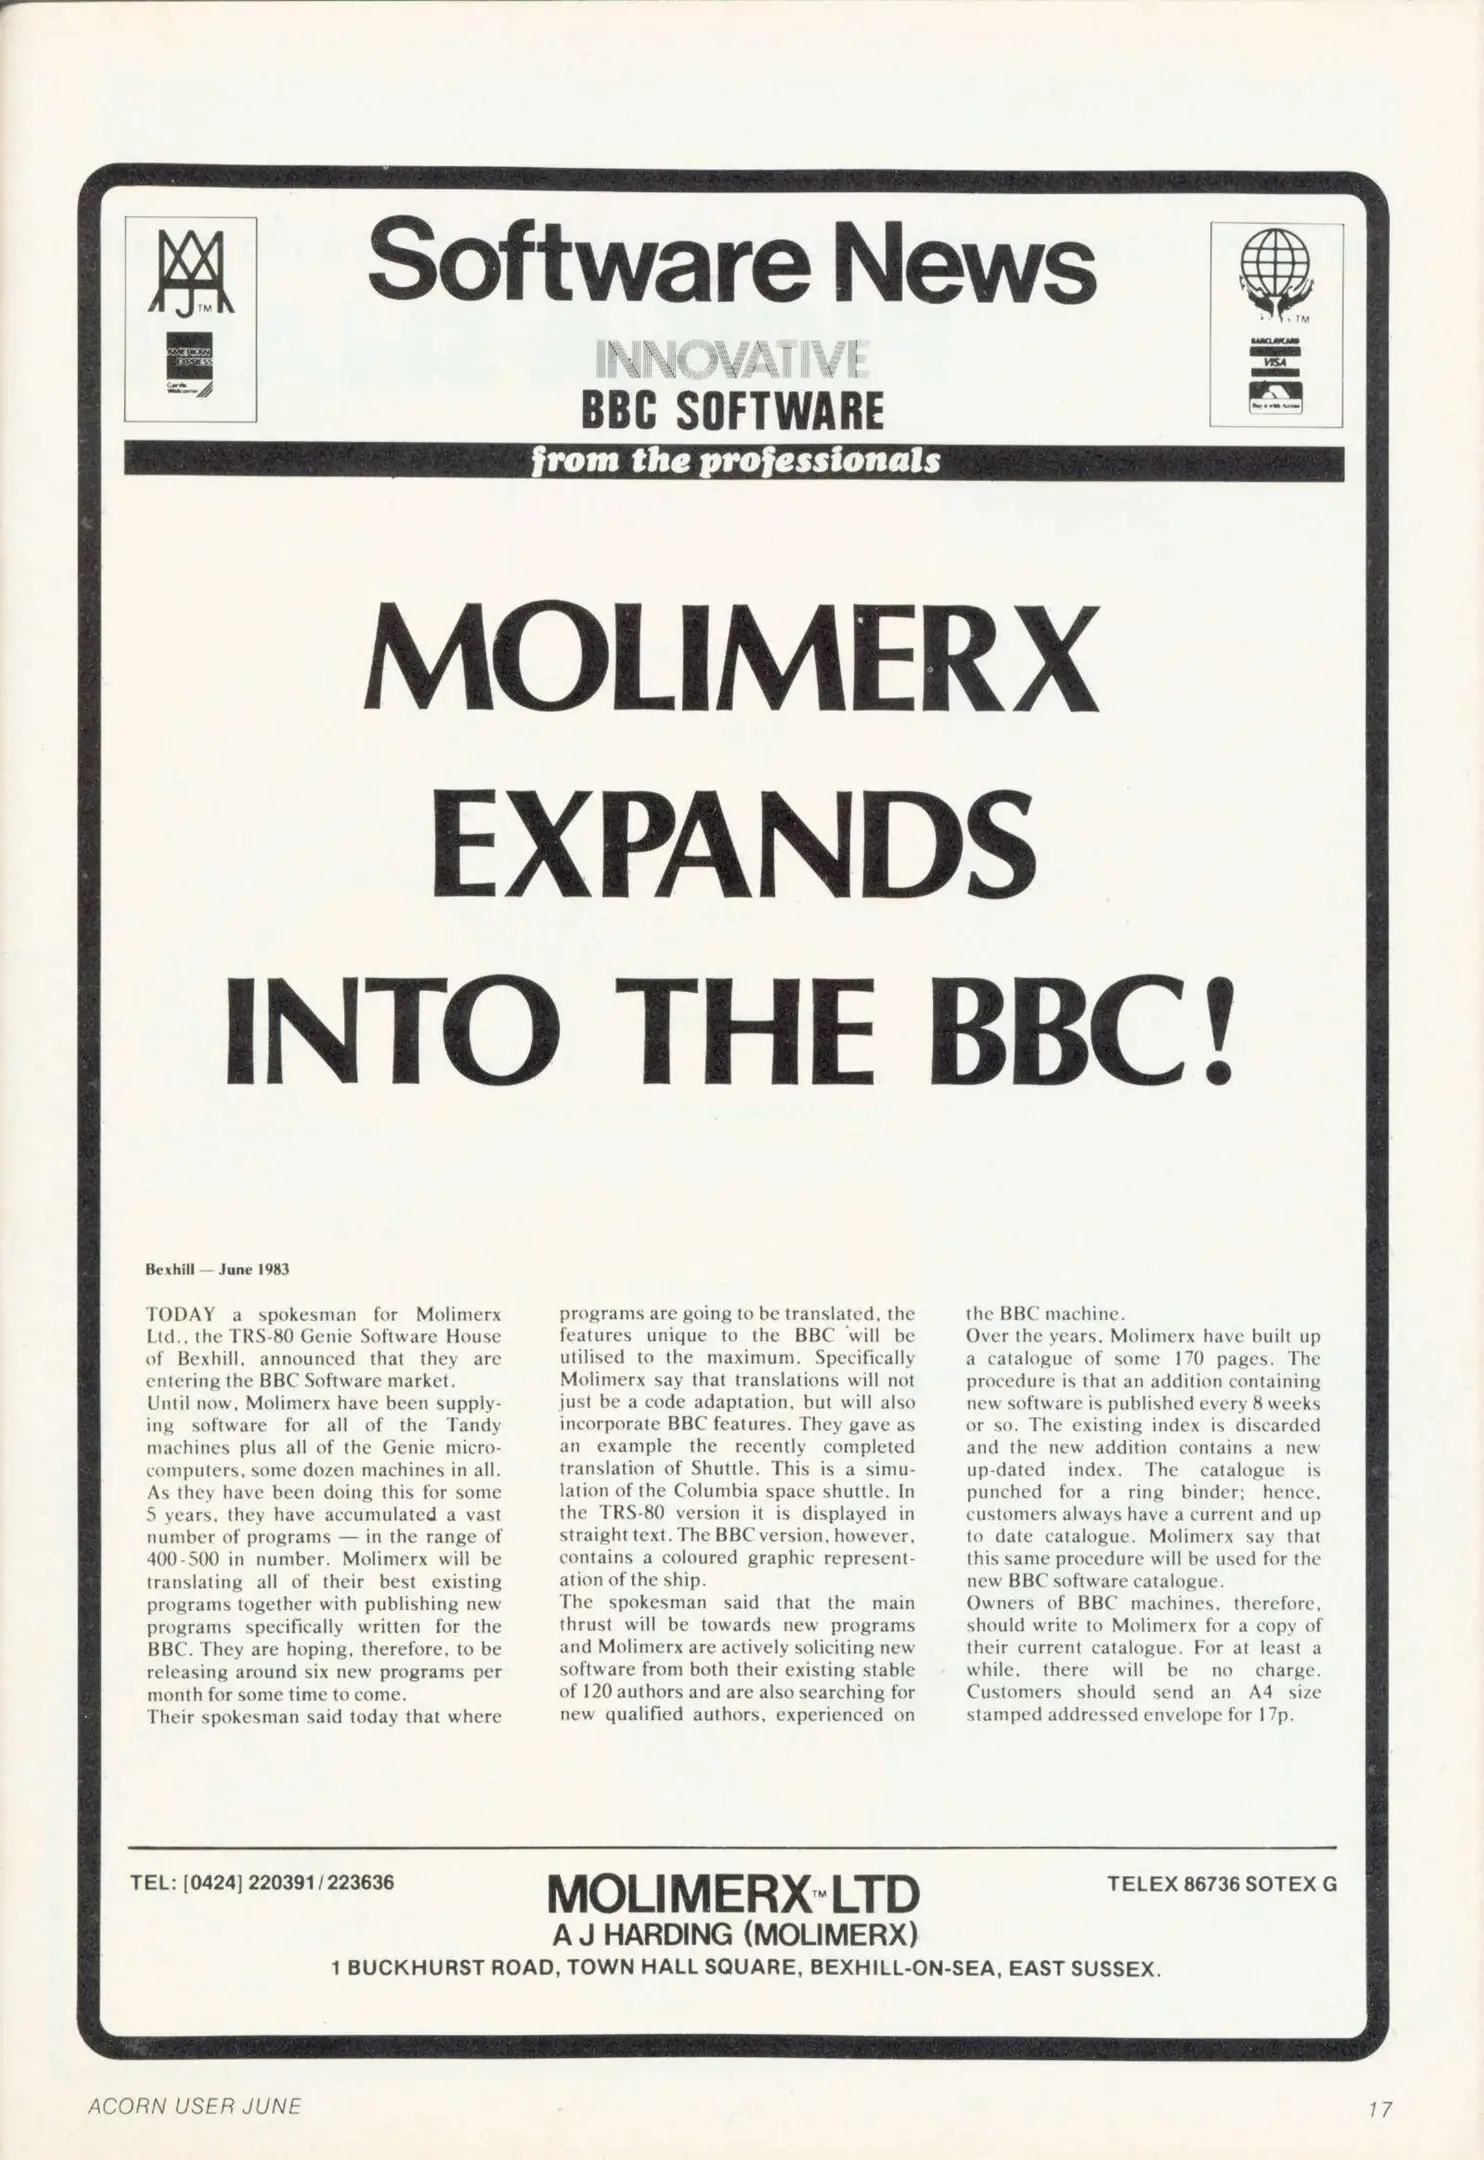 Software News
TM
AMERICAN
EXPRESS
Cards
Welcome
TM
BARCLAYCARD
VISA
INNOVATIVE
BBC SOFTWARE
from the professionals
MOLIMERX
EXPANDS
INTO THE BBC!
Bexhill — June 1983
TODAY a spokesman for Molimerx
Ltd., the TRS-80 Genie Software House
of Bexhill, announced that they are
entering the BBC Software market.
Until now, Molimerx have been supply-
ing software for all of the Tandy
machines plus all of the Genie micro-
computers, some dozen machines in all.
As they have been doing this for some
5 years, they have accumulated a vast
number of programs — in the range of
400-500 in number. Molimerx will be
translating all of their best existing
programs together with publishing new
programs specifically written for the
BBC. They are hoping, therefore, to be
releasing around six new programs per
month for some time to come.
Their spokesman said today that where
programs are going to be translated, the
features unique to the BBC will be
utilised to the maximum. Specifically
Molimerx say that translations will not
just be a code adaptation, but will also
incorporate BBC features. They gave as
an example the recently completed
translation of Shuttle. This is a simu-
lation of the Columbia space shuttle. In
the TRS-80 version it is displayed in
straight text. The BBC version, however,
contains a coloured graphic represent-
ation of the ship.
The spokesman said that the main
thrust will be towards new programs
and Molimerx are actively soliciting new
software from both their existing stable
of 120 authors and are also searching for
new qualified authors, experienced on
the BBC machine.
Over the years, Molimerx have built up
a catalogue of some 170 pages. The
procedure is that an addition containing
new software is published every 8 weeks
or so. The existing index is discarded
and the new addition contains a new
up-dated index. The catalogue is
punched for a ring binder; hence,
customers always have a current and up
to date catalogue. Molimerx say that
this same procedure will be used for the
new BBC software catalogue.
Owners of BBC machines, therefore,
should write to Molimerx for a copy of
their current catalogue. For at least a
while, there will be no charge.
Customers should send an A4 size
stamped addressed envelope for 17p.
TEL: [0424] 220391/223636
MOLIMERX™ LTD
TELEX 86736 SOTEX G
A J HARDING (MOLIMERX)
1 BUCKHURST ROAD, TOWN HALL SQUARE, BEXHILL-ON-SEA, EAST SUSSEX.
ACORN USER JUNE
17